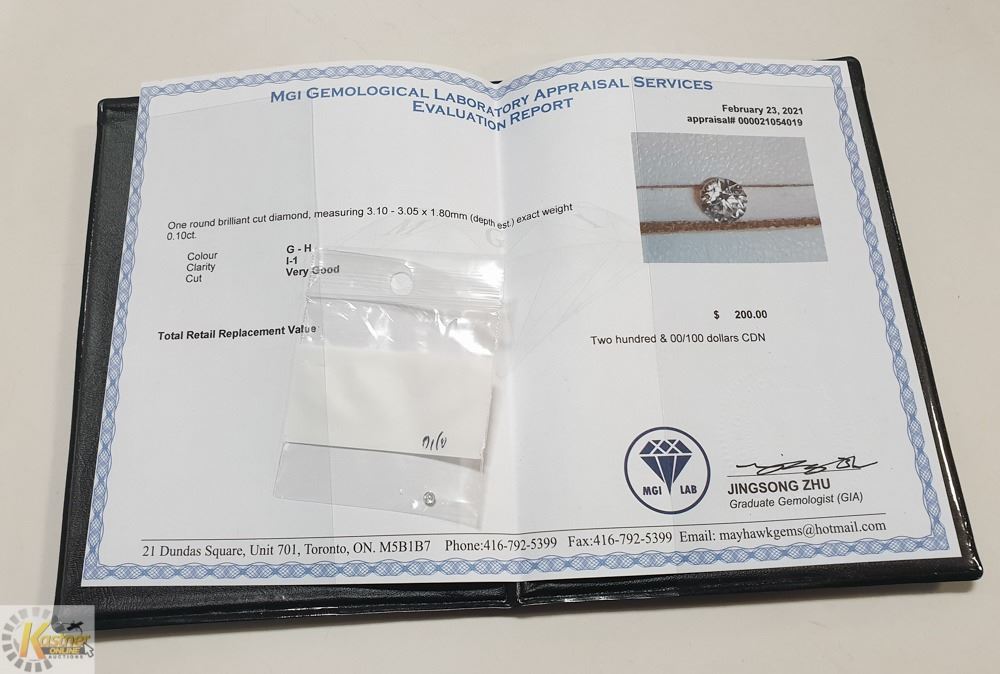 MGI GEMOLOGICAL LABORATORY APPRAISAL SERVICES
EVALUATION REPORT
February 23, 2021
appraisal# 000021054019
One round brilliant cut diamond, measuring 3.10 - 3.05 x 1.80mm (depth est.) exact weight
0.10ct.
Colour G - H
Clarity I-1
Cut Very Good
Total Retail Replacement Value $ 200.00
Two hundred & 00/100 dollars CDN
MGI LAB
JINGSONG ZHU
Graduate Gemologist (GIA)
21 Dundas Square, Unit 701, Toronto, ON. M5B1B7 Phone:416-792-5399 Fax:416-792-5399 Email: mayhawkgems@hotmail.com
Kastner
ONLINE
AUCTIONS